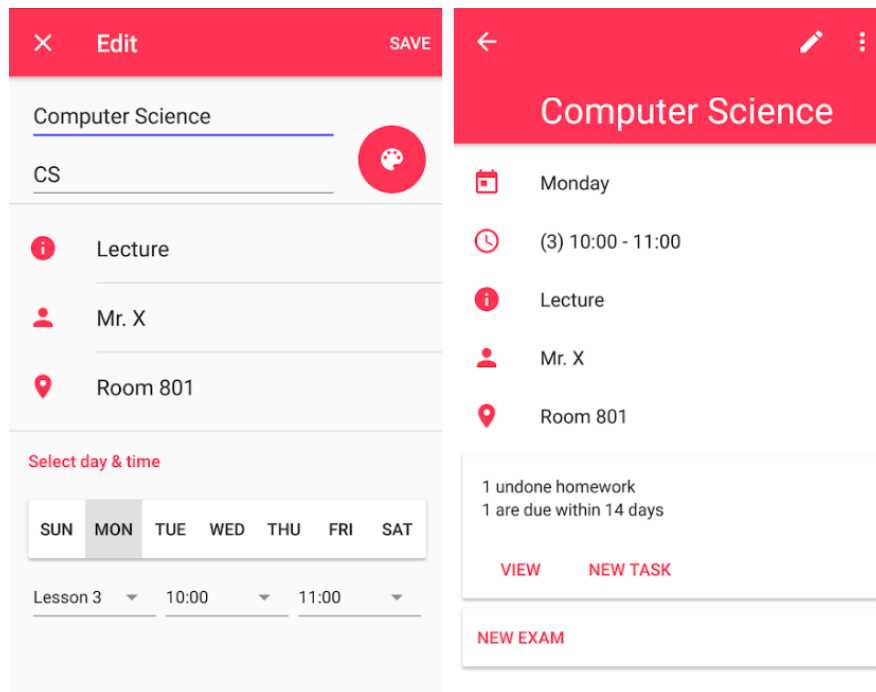 Edit SAVE
Computer Science
CS
Lecture
Mr. X
Room 801
Select day & time
SUN MON TUE WED THU FRI SAT
Lesson 3 10:00 11:00
Computer Science
Monday
(3) 10:00 - 11:00
Lecture
Mr. X
Room 801
1 undone homework
1 are due within 14 days
VIEW NEW TASK
NEW EXAM